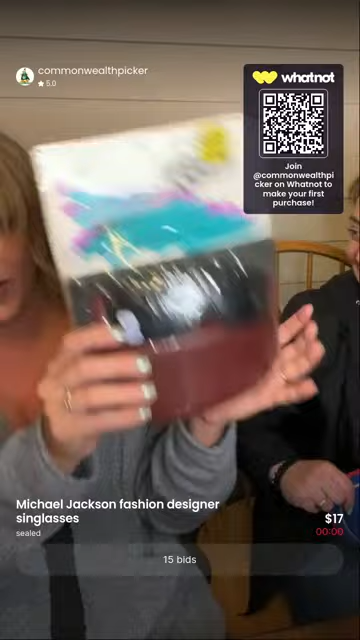 commonwealthpicker
5.0
whatnot
Join
@commonwealthpi
cker on Whatnot to
make your first
purchase!
Michael Jackson fashion designer
singlasses
$17
sealed
00:00
15 bids